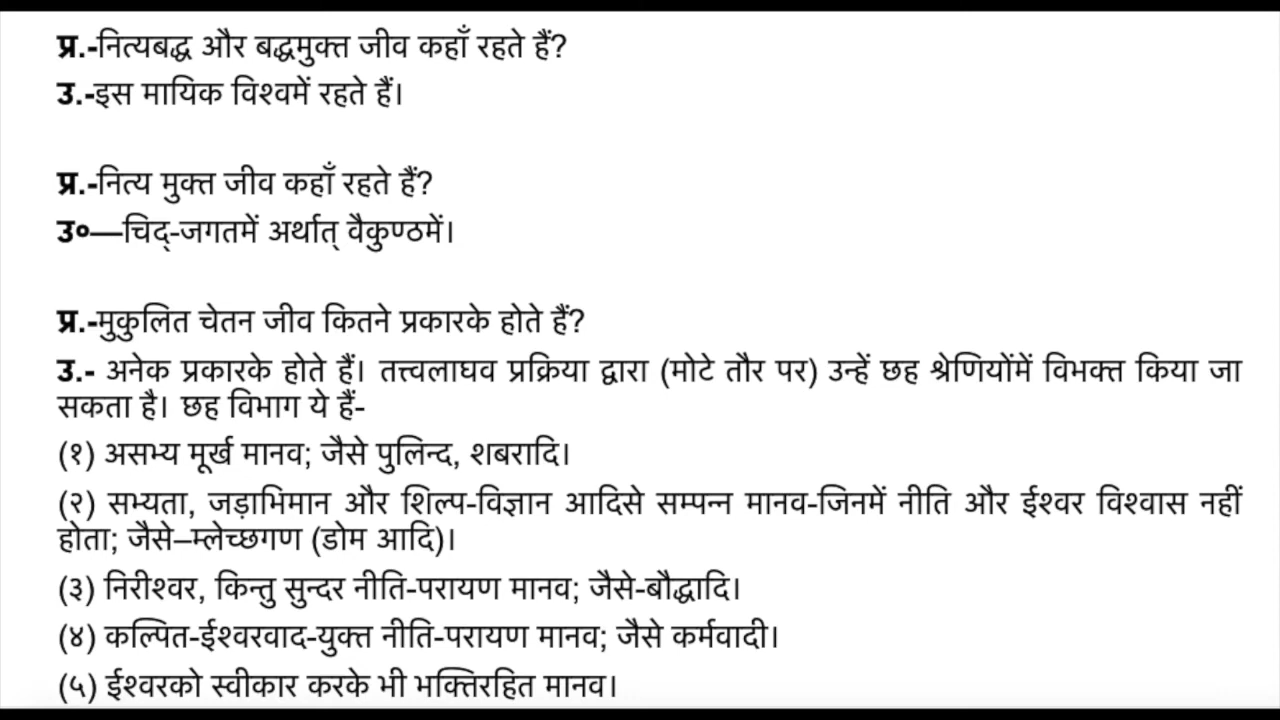 प्र.-नित्यबद्ध और बद्धमुक्त जीव कहाँ रहते हैं?
उ.-इस मायिक विश्वमें रहते हैं।
प्र.-नित्य मुक्त जीव कहाँ रहते हैं?
उ०—चिद्-जगतमें अर्थात् वैकुण्ठमें।
प्र.-मुकुलित चेतन जीव कितने प्रकारके होते हैं?
उ.- अनेक प्रकारके होते हैं। तत्त्वलाघव प्रक्रिया द्वारा (मोटे तौर पर) उन्हें छह श्रेणियोंमें विभक्त किया जा
सकता है। छह विभाग ये हैं-
(१) असभ्य मूर्ख मानव; जैसे पुलिन्द, शबरादि।
(२) सभ्यता, जड़ाभिमान और शिल्प-विज्ञान आदिसे सम्पन्न मानव-जिनमें नीति और ईश्वर विश्वास नहीं
होता; जैसे–म्लेच्छगण (डोम आदि)।
(३) निरीश्वर, किन्तु सुन्दर नीति-परायण मानव; जैसे-बौद्धादि।
(४) कल्पित-ईश्वरवाद-युक्त नीति-परायण मानव; जैसे कर्मवादी।
(५) ईश्वरको स्वीकार करके भी भक्तिरहित मानव।